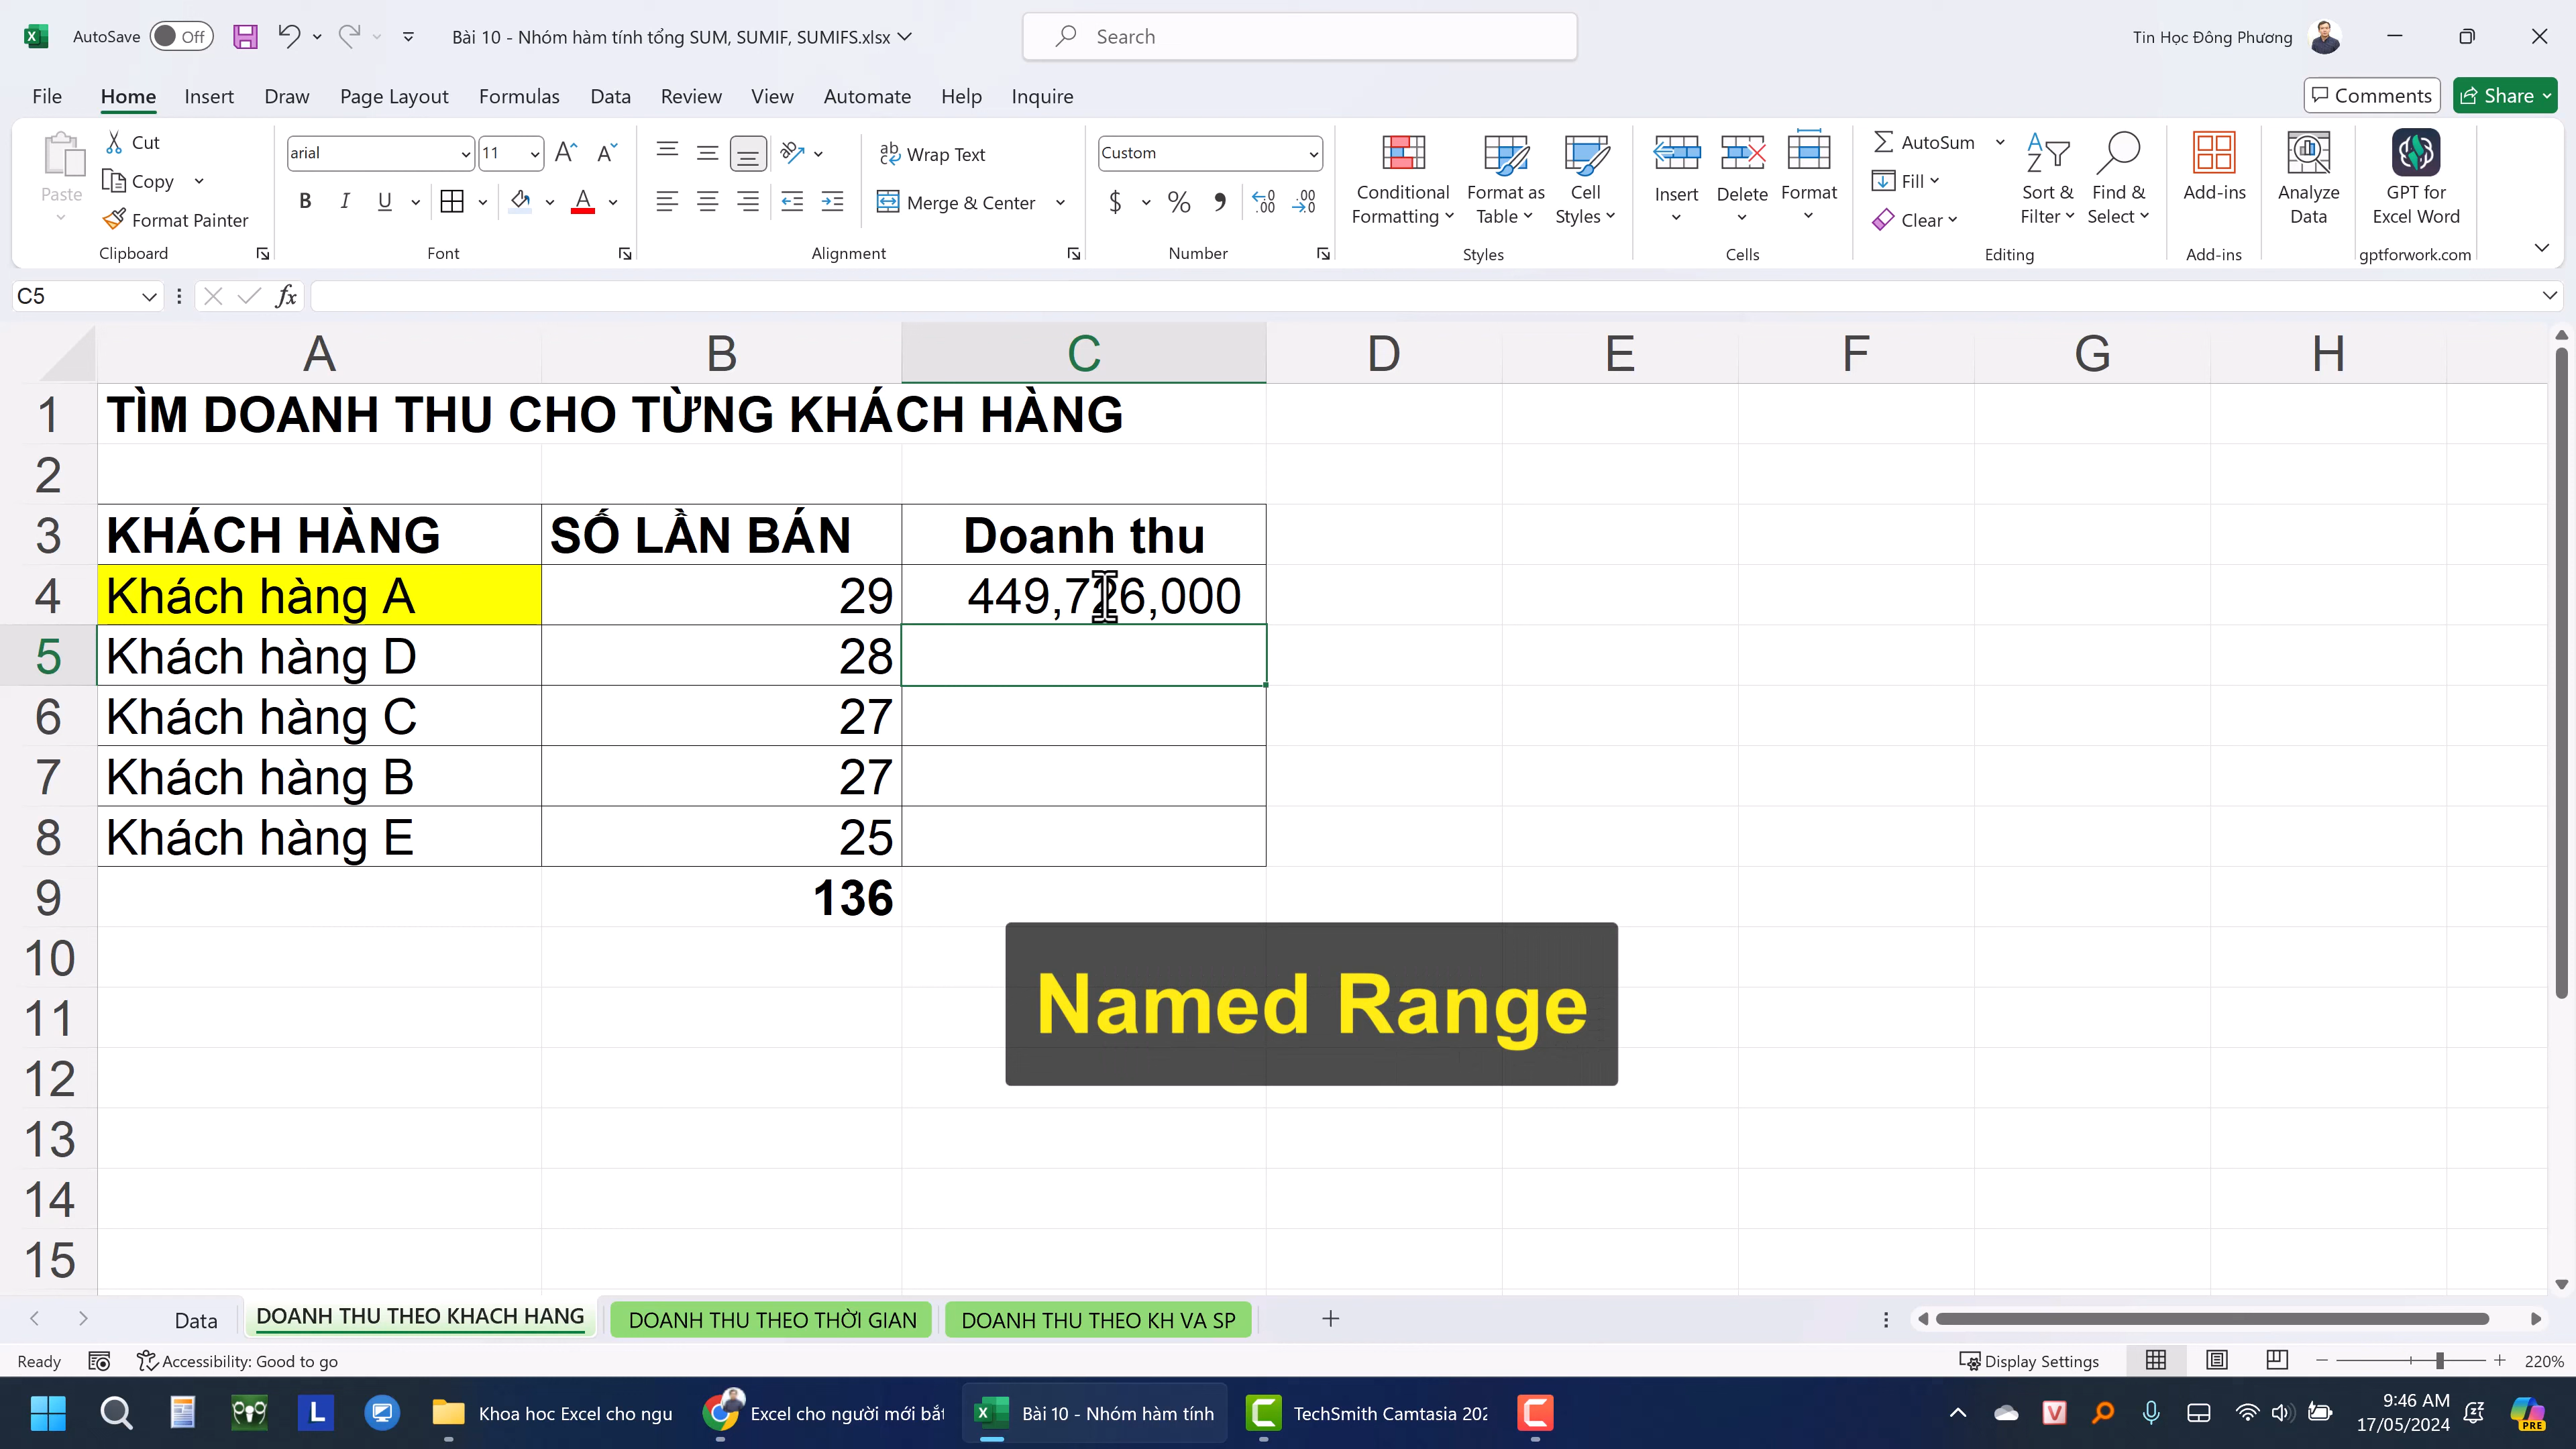 AutoSave Off Bài 10 - Nhóm hàm tính tổng SUM, SUMIF, SUMIFS.xlsx Search Tin Học Đông Phương
File Home Insert Draw Page Layout Formulas Data Review View Automate Help Inquire Comments Share
Paste
Cut
Copy
Format Painter
Clipboard
arial 11
B I U A
Font
Wrap Text
Merge & Center
Alignment
Custom
$ % 9 .00 .00
Number
Conditional Formatting
Format as Table
Cell Styles
Styles
Insert Delete Format
Cells
AutoSum
Fill
Clear
Sort & Filter
Find & Select
Editing
Add-ins
Add-ins
Analyze Data
GPT for Excel Word
gptforwork.com
C5 fx
A B C D E F G H
1 TÌM DOANH THU CHO TỪNG KHÁCH HÀNG
2
3 KHÁCH HÀNG SỐ LẦN BÁN Doanh thu
4 Khách hàng A 29 449,726,000
5 Khách hàng D 28
6 Khách hàng C 27
7 Khách hàng B 27
8 Khách hàng E 25
9 136
10
Named Range
11
12
13
14
15
Data DOANH THU THEO KHACH HANG DOANH THU THEO THỜI GIAN DOANH THU THEO KH VA SP
Ready Accessibility: Good to go Display Settings 220%
Khoa hoc Excel cho ngu Excel cho người mới bắt Bài 10 - Nhóm hàm tính TechSmith Camtasia 202
9:46 AM
17/05/2024
PRE